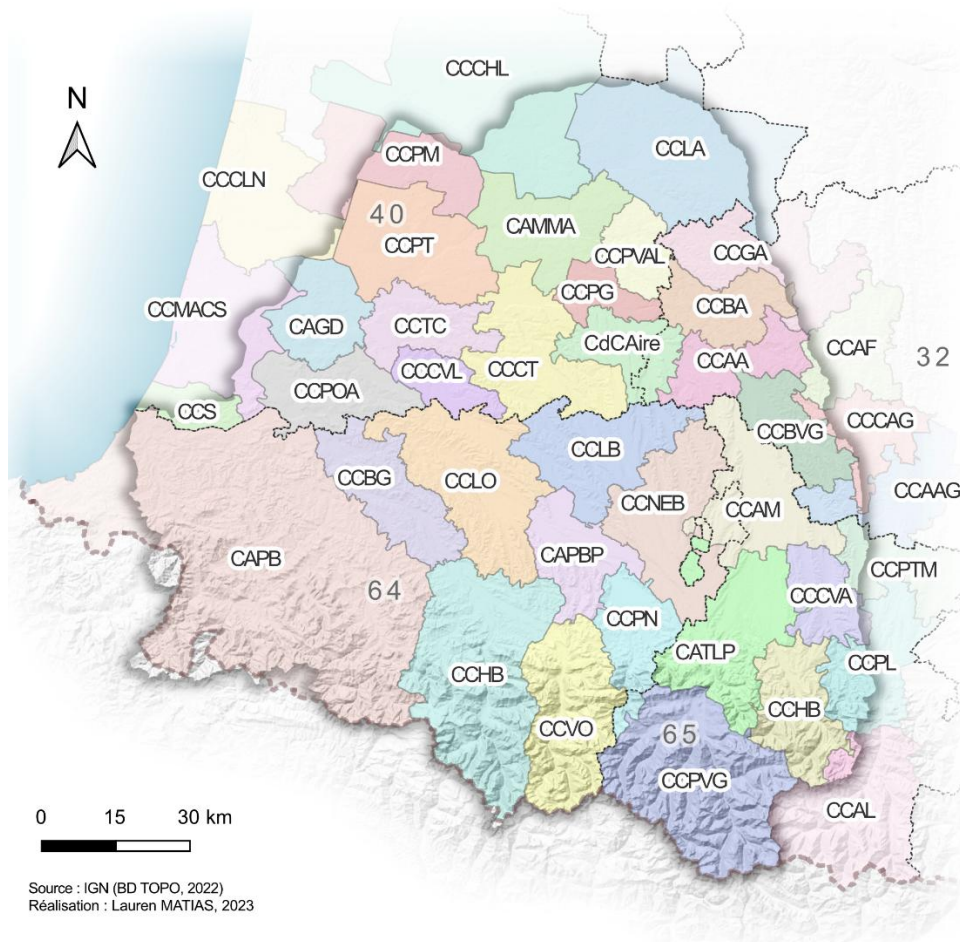 CCCHL
N
CCPM
CCLA
CCCLN
40
CAMMA
CCPT
CCPVAL
CCGA
CCPG
CCBA
CCMACS
CAGD
CCTC
CdCAire
CCAF
CCAA
32
CCCVL
CCCT
CCPOA
CCS
CCCAG
CCBVG
CCLB
CCBG
CCLO
CCAAG
CCNEB
CCAM
CAPB
CAPBP
CCPTM
64
CCCVA
CCPN
CATLP
CCPL
CCHB
CCHB
CCVO
65
CCPVG
CCAL
0 15 30 km
Source : IGN (BD TOPO, 2022)
Réalisation : Lauren MATIAS, 2023